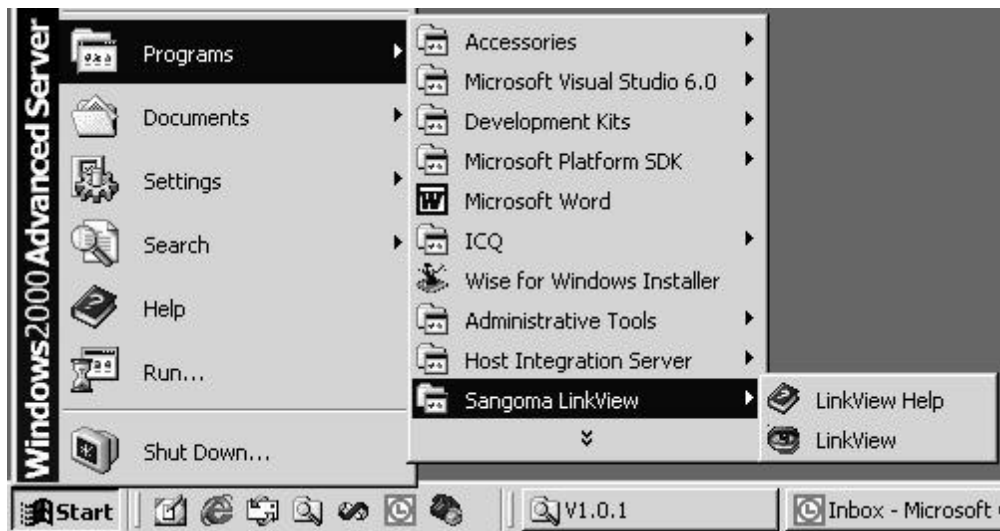 Windows2000Advanced Server
Programs
Documents
Settings
Search
Help
Run...
Shut Down...
Accessories
Microsoft Visual Studio 6.0
Development Kits
Microsoft Platform SDK
Microsoft Word
ICQ
Wise for Windows Installer
Administrative Tools
Host Integration Server
Sangoma LinkView
LinkView Help
LinkView
Start
V1.0.1
Inbox - Microsoft